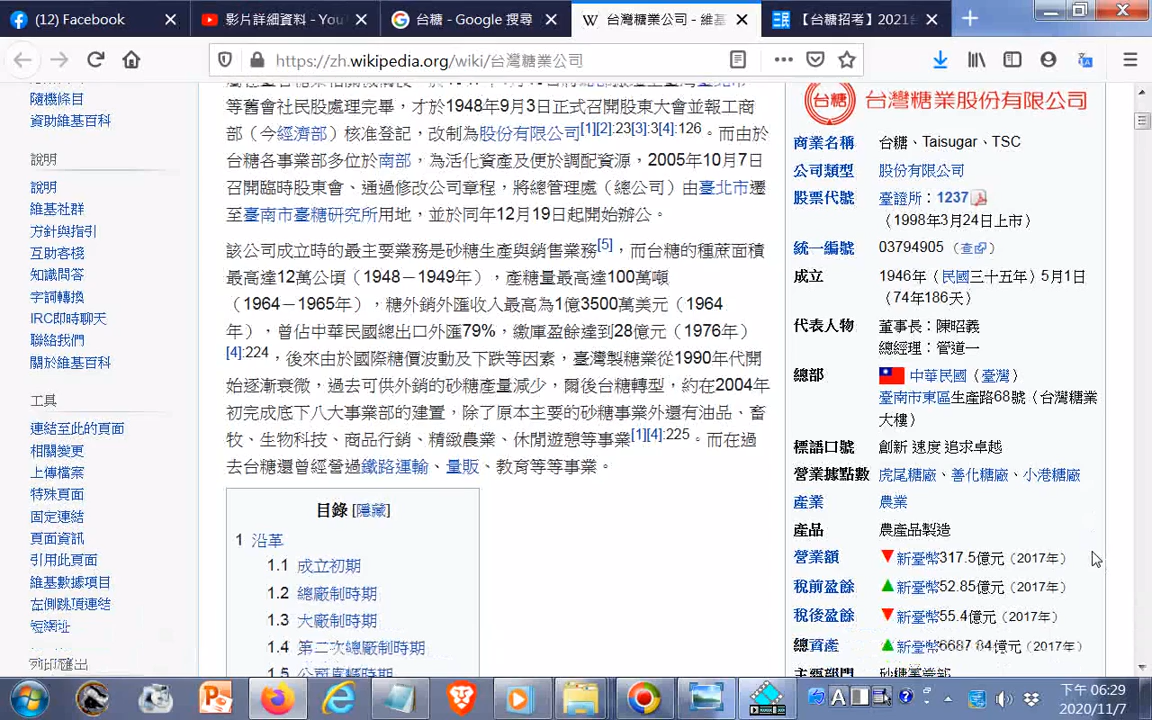 (12) Facebook
影片詳細資料 - You
台糖 - Google 搜尋
台灣糖業公司 - 維基
【台糖招考】2021台
https://zh.wikipedia.org/wiki/台灣糖業公司
隨機條目
資助維基百科
說明
說明
維基社群
方針與指引
互助客棧
知識問答
字詞轉換
IRC即時聊天
聯絡我們
關於維基百科
工具
連結至此的頁面
相關變更
上傳檔案
特殊頁面
固定連結
頁面資訊
引用此頁面
維基數據項目
左側跳頂連結
短網址
列印匯出
等舊會社民股處理完畢，才於1948年9月3日正式召開股東大會並報工商
部（今經濟部）核准登記，改制為股份有限公司[1][2]:23[3]:3[4]:126。而由於
台糖各事業部多位於南部，為活化資產及便於調配資源，2005年10月7日
召開臨時股東會、通過修改公司章程，將總管理處（總公司）由臺北市遷
至臺南市臺糖研究所用地，並於同年12月19日起開始辦公。
該公司成立時的最主要業務是砂糖生產與銷售業務[5]，而台糖的種蔗面積
最高達12萬公頃（1948－1949年），產糖量最高達100萬噸
（1964－1965年），糖外銷外匯收入最高為1億3500萬美元（1964
年），曾佔中華民國總出口外匯79%，繳庫盈餘達到28億元（1976年）
[4]:224，後來由於國際糖價波動及下跌等因素，臺灣製糖業從1990年代開
始逐漸衰微，過去可供外銷的砂糖產量減少，爾後台糖轉型，約在2004年
初完成底下八大事業部的建置，除了原本主要的砂糖事業外還有油品、畜
牧、生物科技、商品行銷、精緻農業、休閒遊憩等事業[1][4]:225。而在過
去台糖還曾經營過鐵路運輸、量販、教育等等事業。
目錄 [隱藏]
1 沿革
1.1 成立初期
1.2 總廠制時期
1.3 大廠制時期
1.4 第二次總廠制時期
台糖 台灣糖業股份有限公司
商業名稱 台糖、Taisugar、TSC
公司類型 股份有限公司
股票代號 臺證所：1237
（1998年3月24日上市）
統一編號 03794905（查）
成立 1946年（民國三十五年）5月1日
（74年186天）
代表人物 董事長：陳昭義
總經理：管道一
總部 中華民國（臺灣）
臺南市東區生產路68號（台灣糖業
大樓）
標語口號 創新 速度 追求卓越
營業據點數 虎尾糖廠、善化糖廠、小港糖廠
產業 農業
產品 農產品製造
營業額 ▼新臺幣317.5億元（2017年）
稅前盈餘 ▲新臺幣52.85億元（2017年）
稅後盈餘 ▼新臺幣55.4億元（2017年）
總資產 ▲新臺幣6687.84億元（2017年）
主要部門 砂糖事業部
下午 06:29
2020/11/7